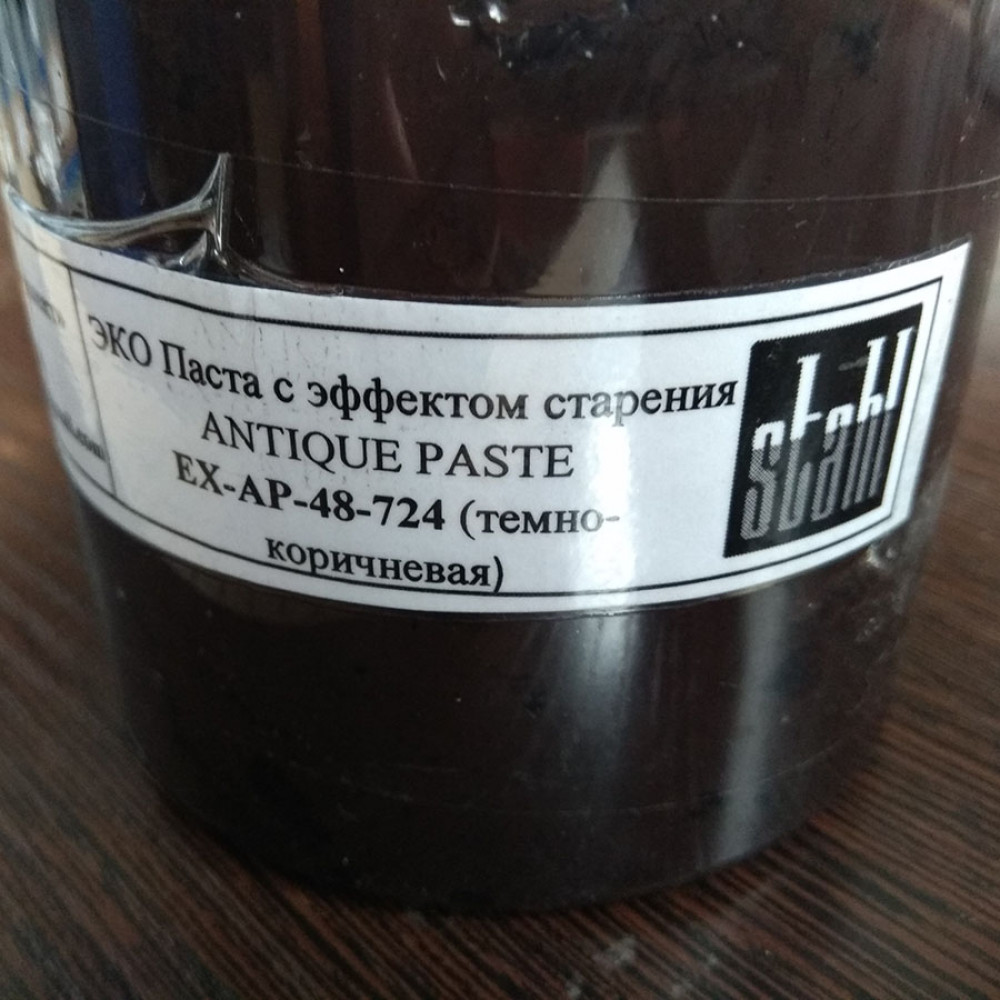 ЭКО Паста с эффектом старения
ANTIQUE PASTE
EX-AP-48-724 (темно-
коричневая)
stahl